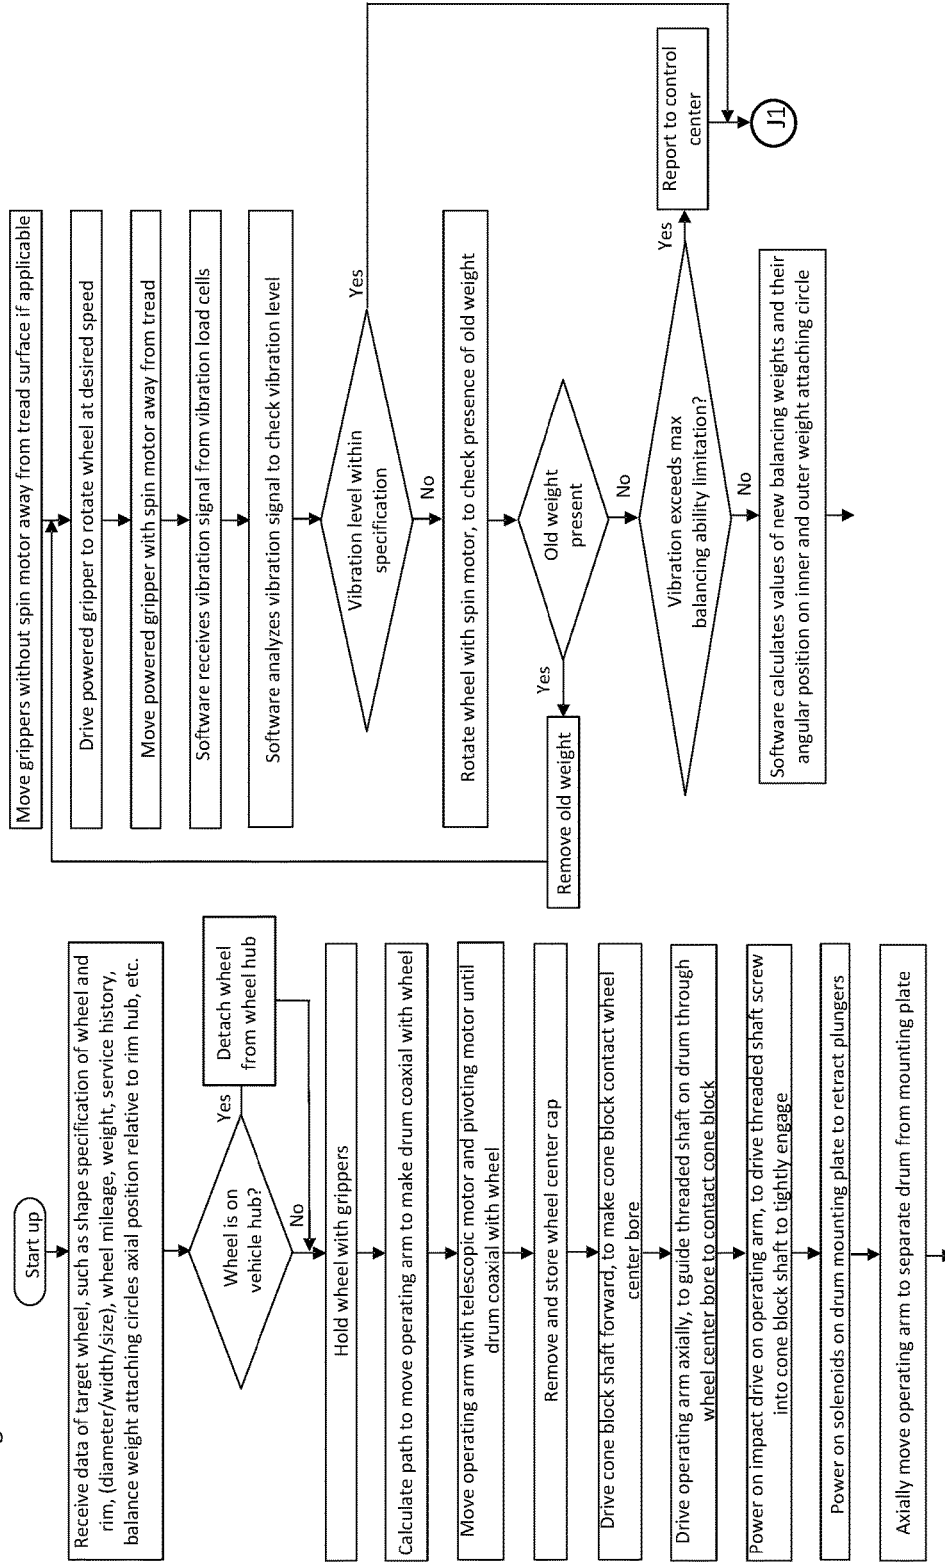 Start up
Receive data of target wheel, such as shape specification of wheel and
rim, (diameter/width/size), wheel mileage, weight, service history,
balance weight attaching circles axial position relative to rim hub, etc.
Wheel is on
vehicle hub?
Yes
Detach wheel
from wheel hub
No
Hold wheel with grippers
Calculate path to move operating arm to make drum coaxial with wheel
Move operating arm with telescopic motor and pivoting motor until
drum coaxial with wheel
Remove and store wheel center cap
Drive cone block shaft forward, to make cone block contact wheel
center bore
Drive operating arm axially, to guide threaded shaft on drum through
wheel center bore to contact cone block
Power on impact drive on operating arm, to drive threaded shaft screw
into cone block shaft to tightly engage
Power on solenoids on drum mounting plate to retract plungers
Axially move operating arm to separate drum from mounting plate
Move grippers without spin motor away from tread surface if applicable
Drive powered gripper to rotate wheel at desired speed
Move powered gripper with spin motor away from tread
Software receives vibration signal from vibration load cells
Software analyzes vibration signal to check vibration level
Vibration level within
specification
Yes
No
Rotate wheel with spin motor, to check presence of old weight
Old weight
present
Yes
Remove old weight
No
Vibration exceeds max
balancing ability limitation?
Yes
Report to control
center
J1
No
Software calculates values of new balancing weights and their
angular position on inner and outer weight attaching circle